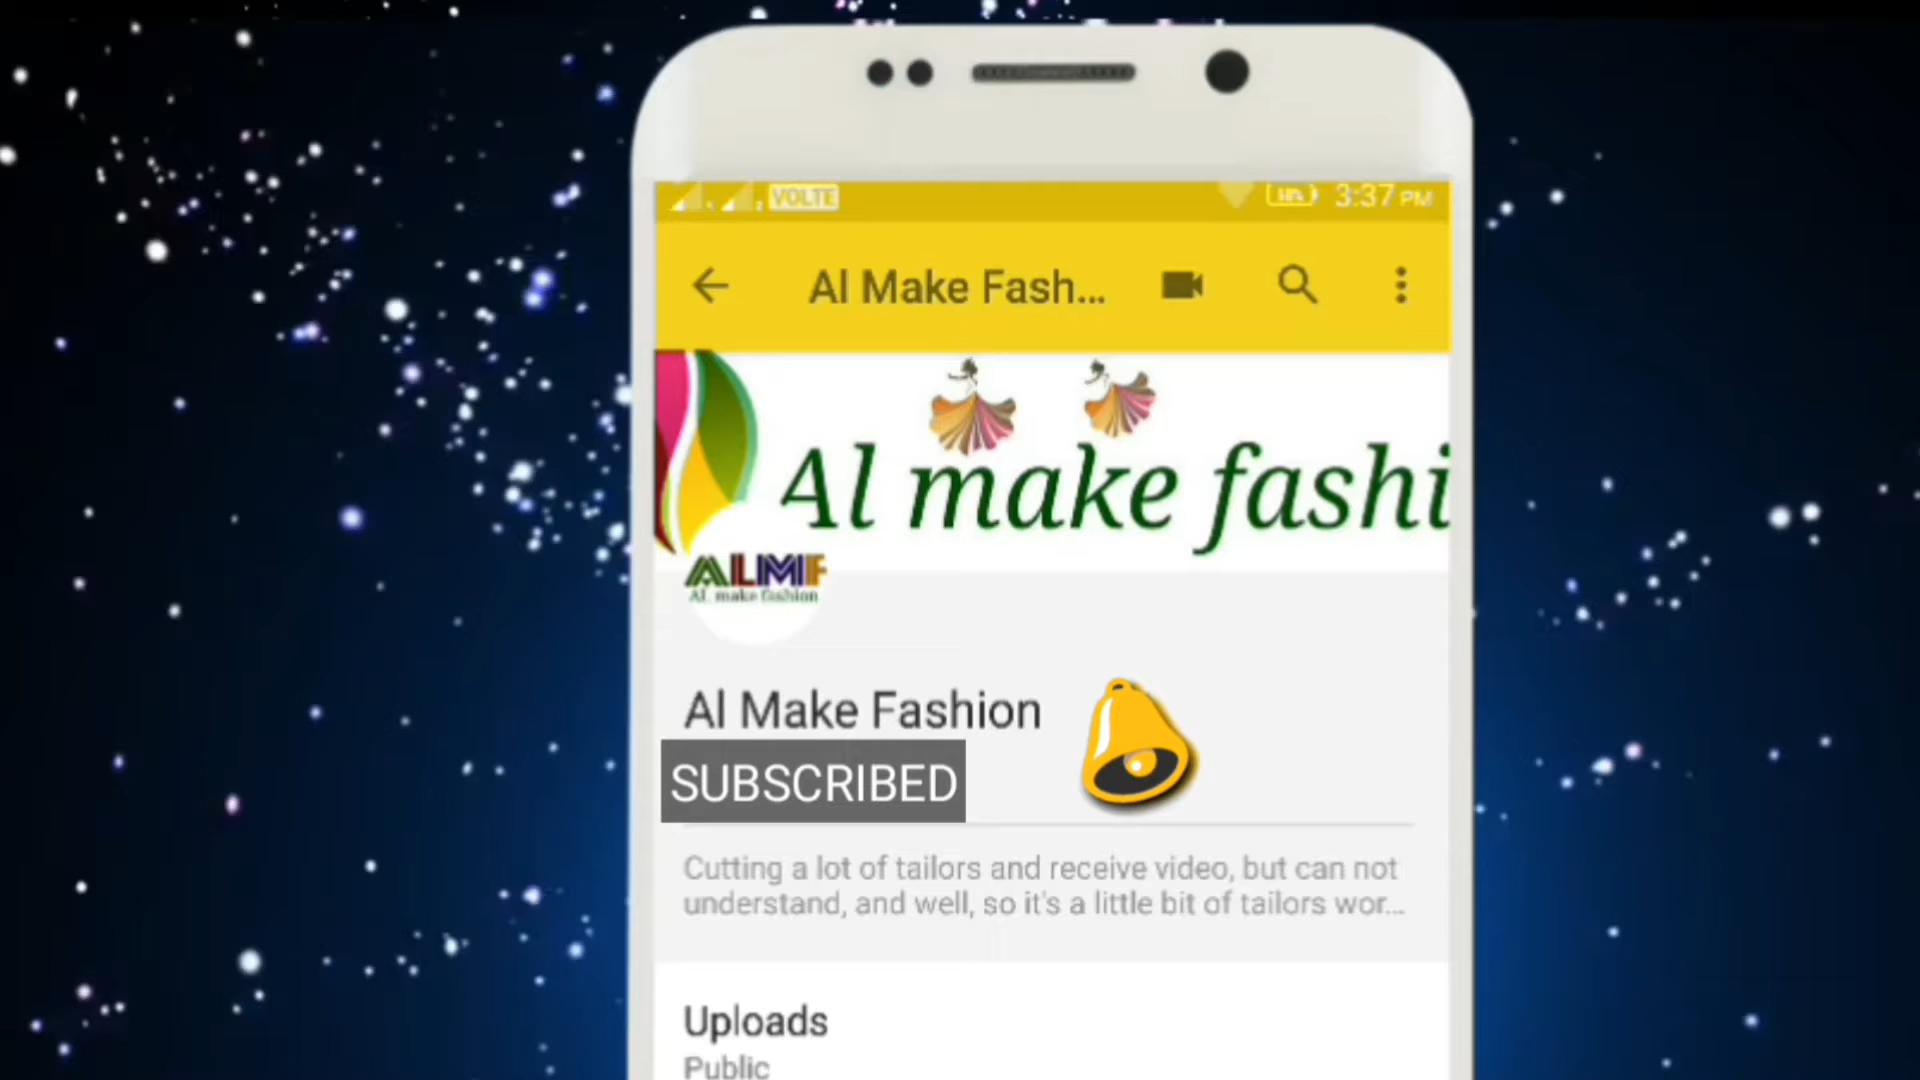 VOLTE
3:37 PM
Al Make Fash...
Al make fashi
ALMF
AL make fashion
Al Make Fashion
SUBSCRIBED
Cutting a lot of tailors and receive video, but can not
understand, and well, so it's a little bit of tailors wor...
Uploads
Public